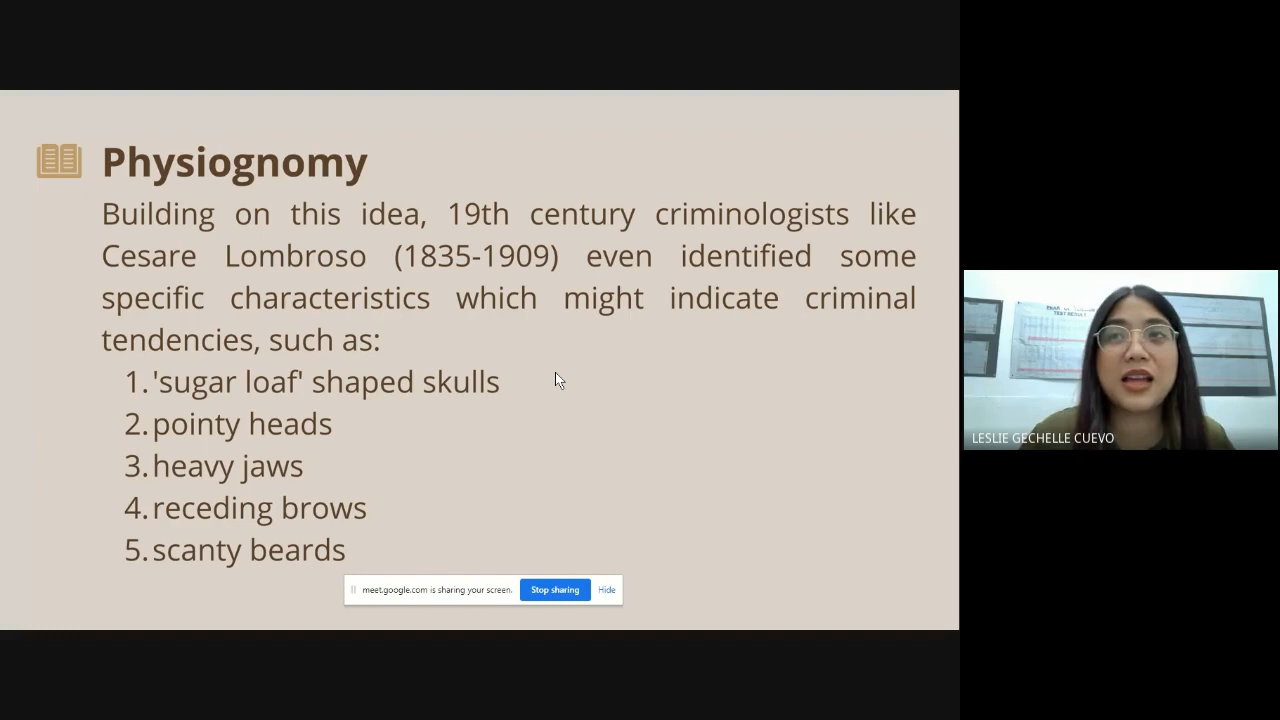 Physiognomy
Building on this idea, 19th century criminologists like
Cesare Lombroso (1835-1909) even identified some
specific characteristics which might indicate criminal
tendencies, such as:
1. 'sugar loaf' shaped skulls
2. pointy heads
3. heavy jaws
4. receding brows
5. scanty beards
meet.google.com is sharing your screen. Stop sharing Hide
TEST RESULT
LESLIE GECHELLE CUEVO